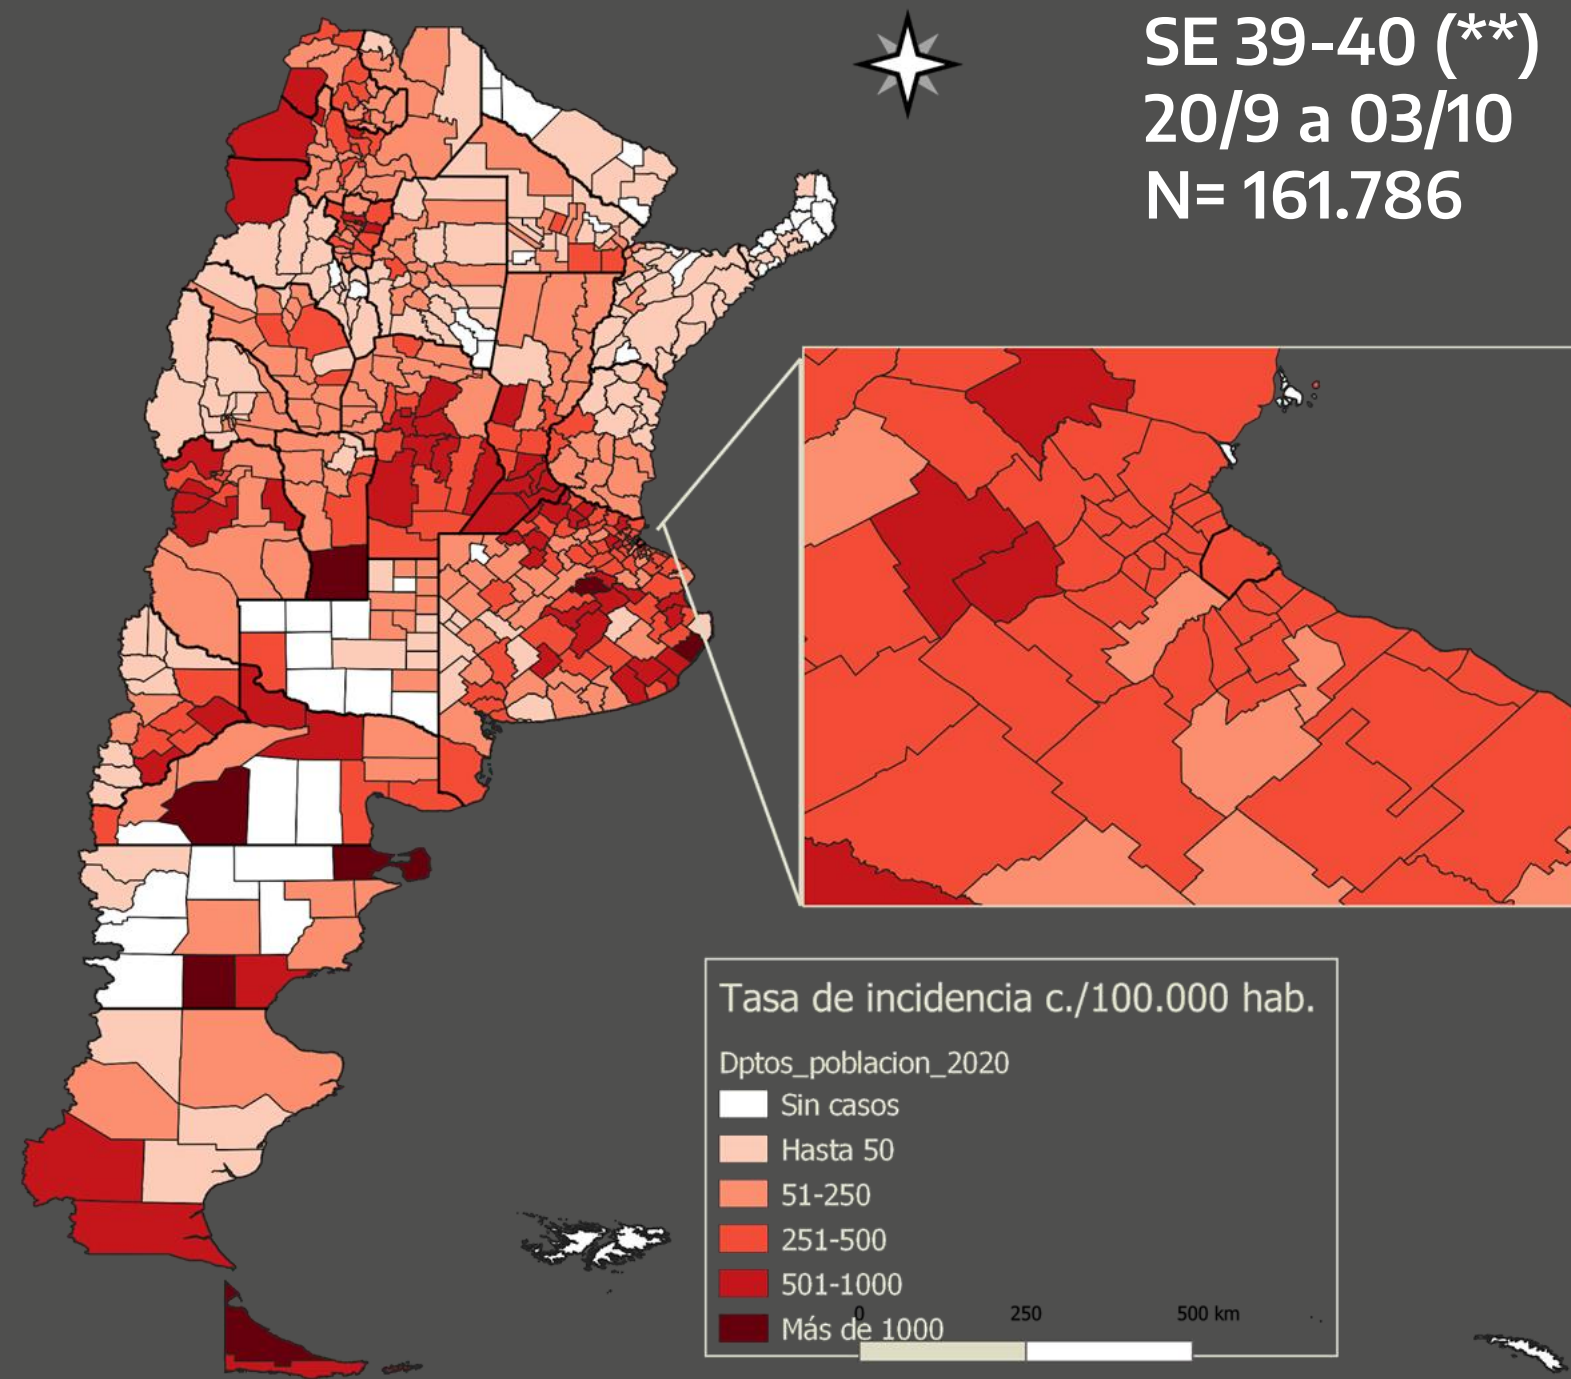 SE 39-40 (**)
20/9 a 03/10
N= 161.786
Tasa de incidencia c./100.000 hab.
Dptos_poblacion_2020
Sin casos
Hasta 50
51-250
251-500
501-1000
Más de 1000
0 250 500 km